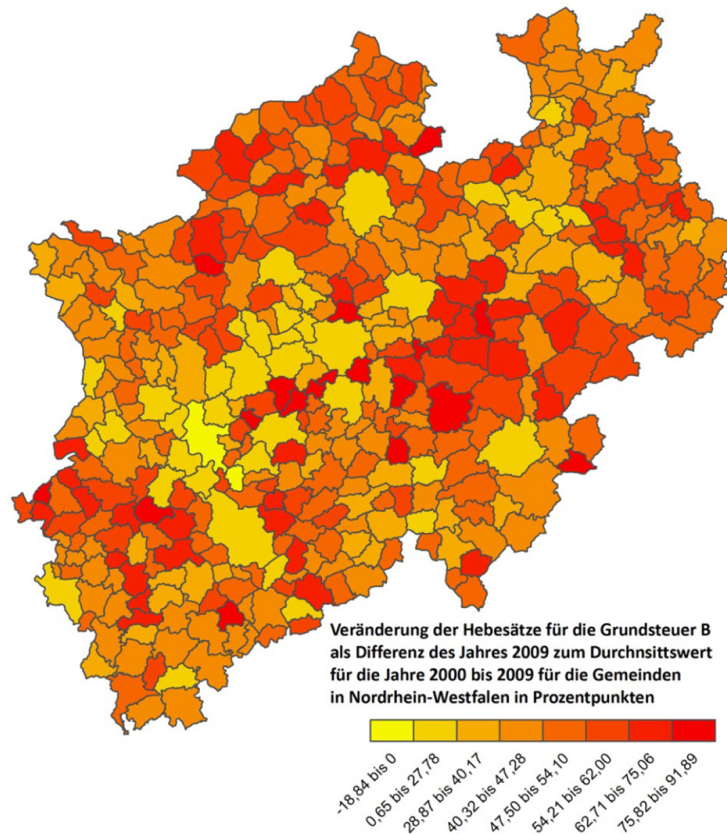 Veränderung der Hebesätze für die Grundsteuer B
als Differenz des Jahres 2009 zum Durchnsittswert
für die Jahre 2000 bis 2009 für die Gemeinden
in Nordrhein-Westfalen in Prozentpunkten
-18,84 bis 0
0,65 bis 27,78
28,87 bis 40,17
40,32 bis 47,28
47,50 bis 54,10
54,21 bis 62,00
62,71 bis 75,06
75,82 bis 91,89